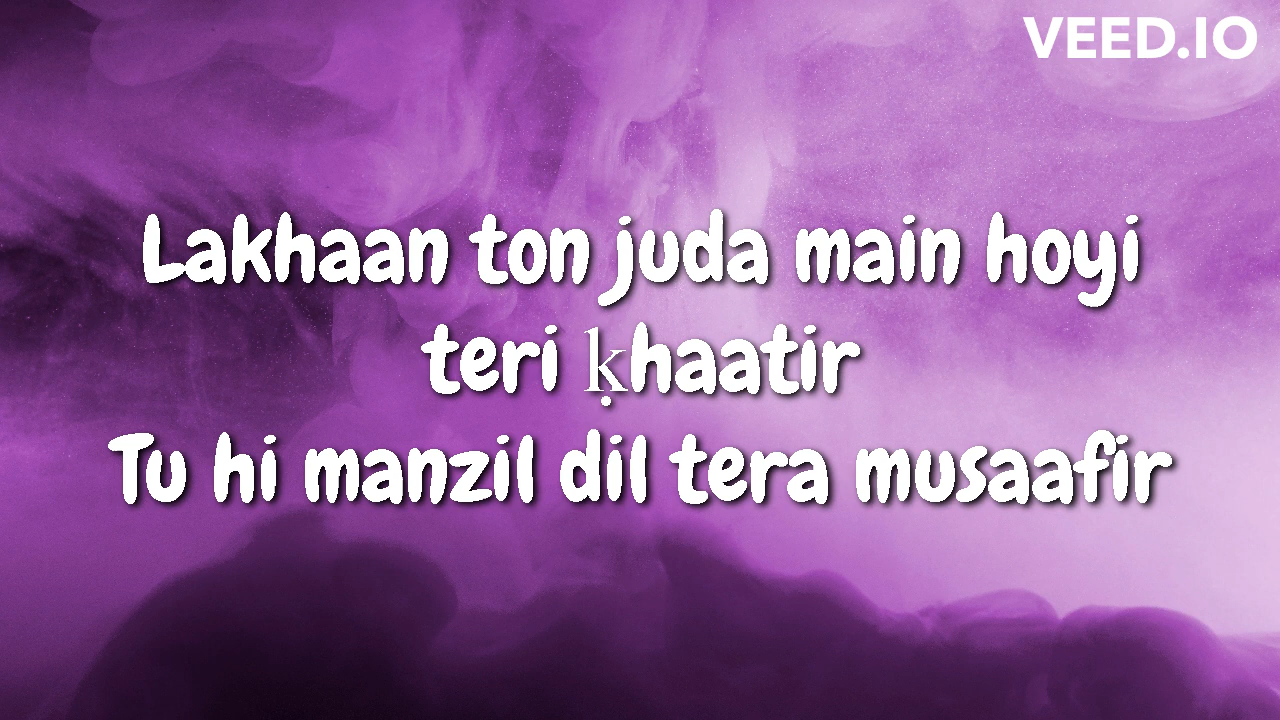 VEED.IO
Lakhaan ton juda main hoyi
teri ḳhaatir
Tu hi manzil dil tera musaafir